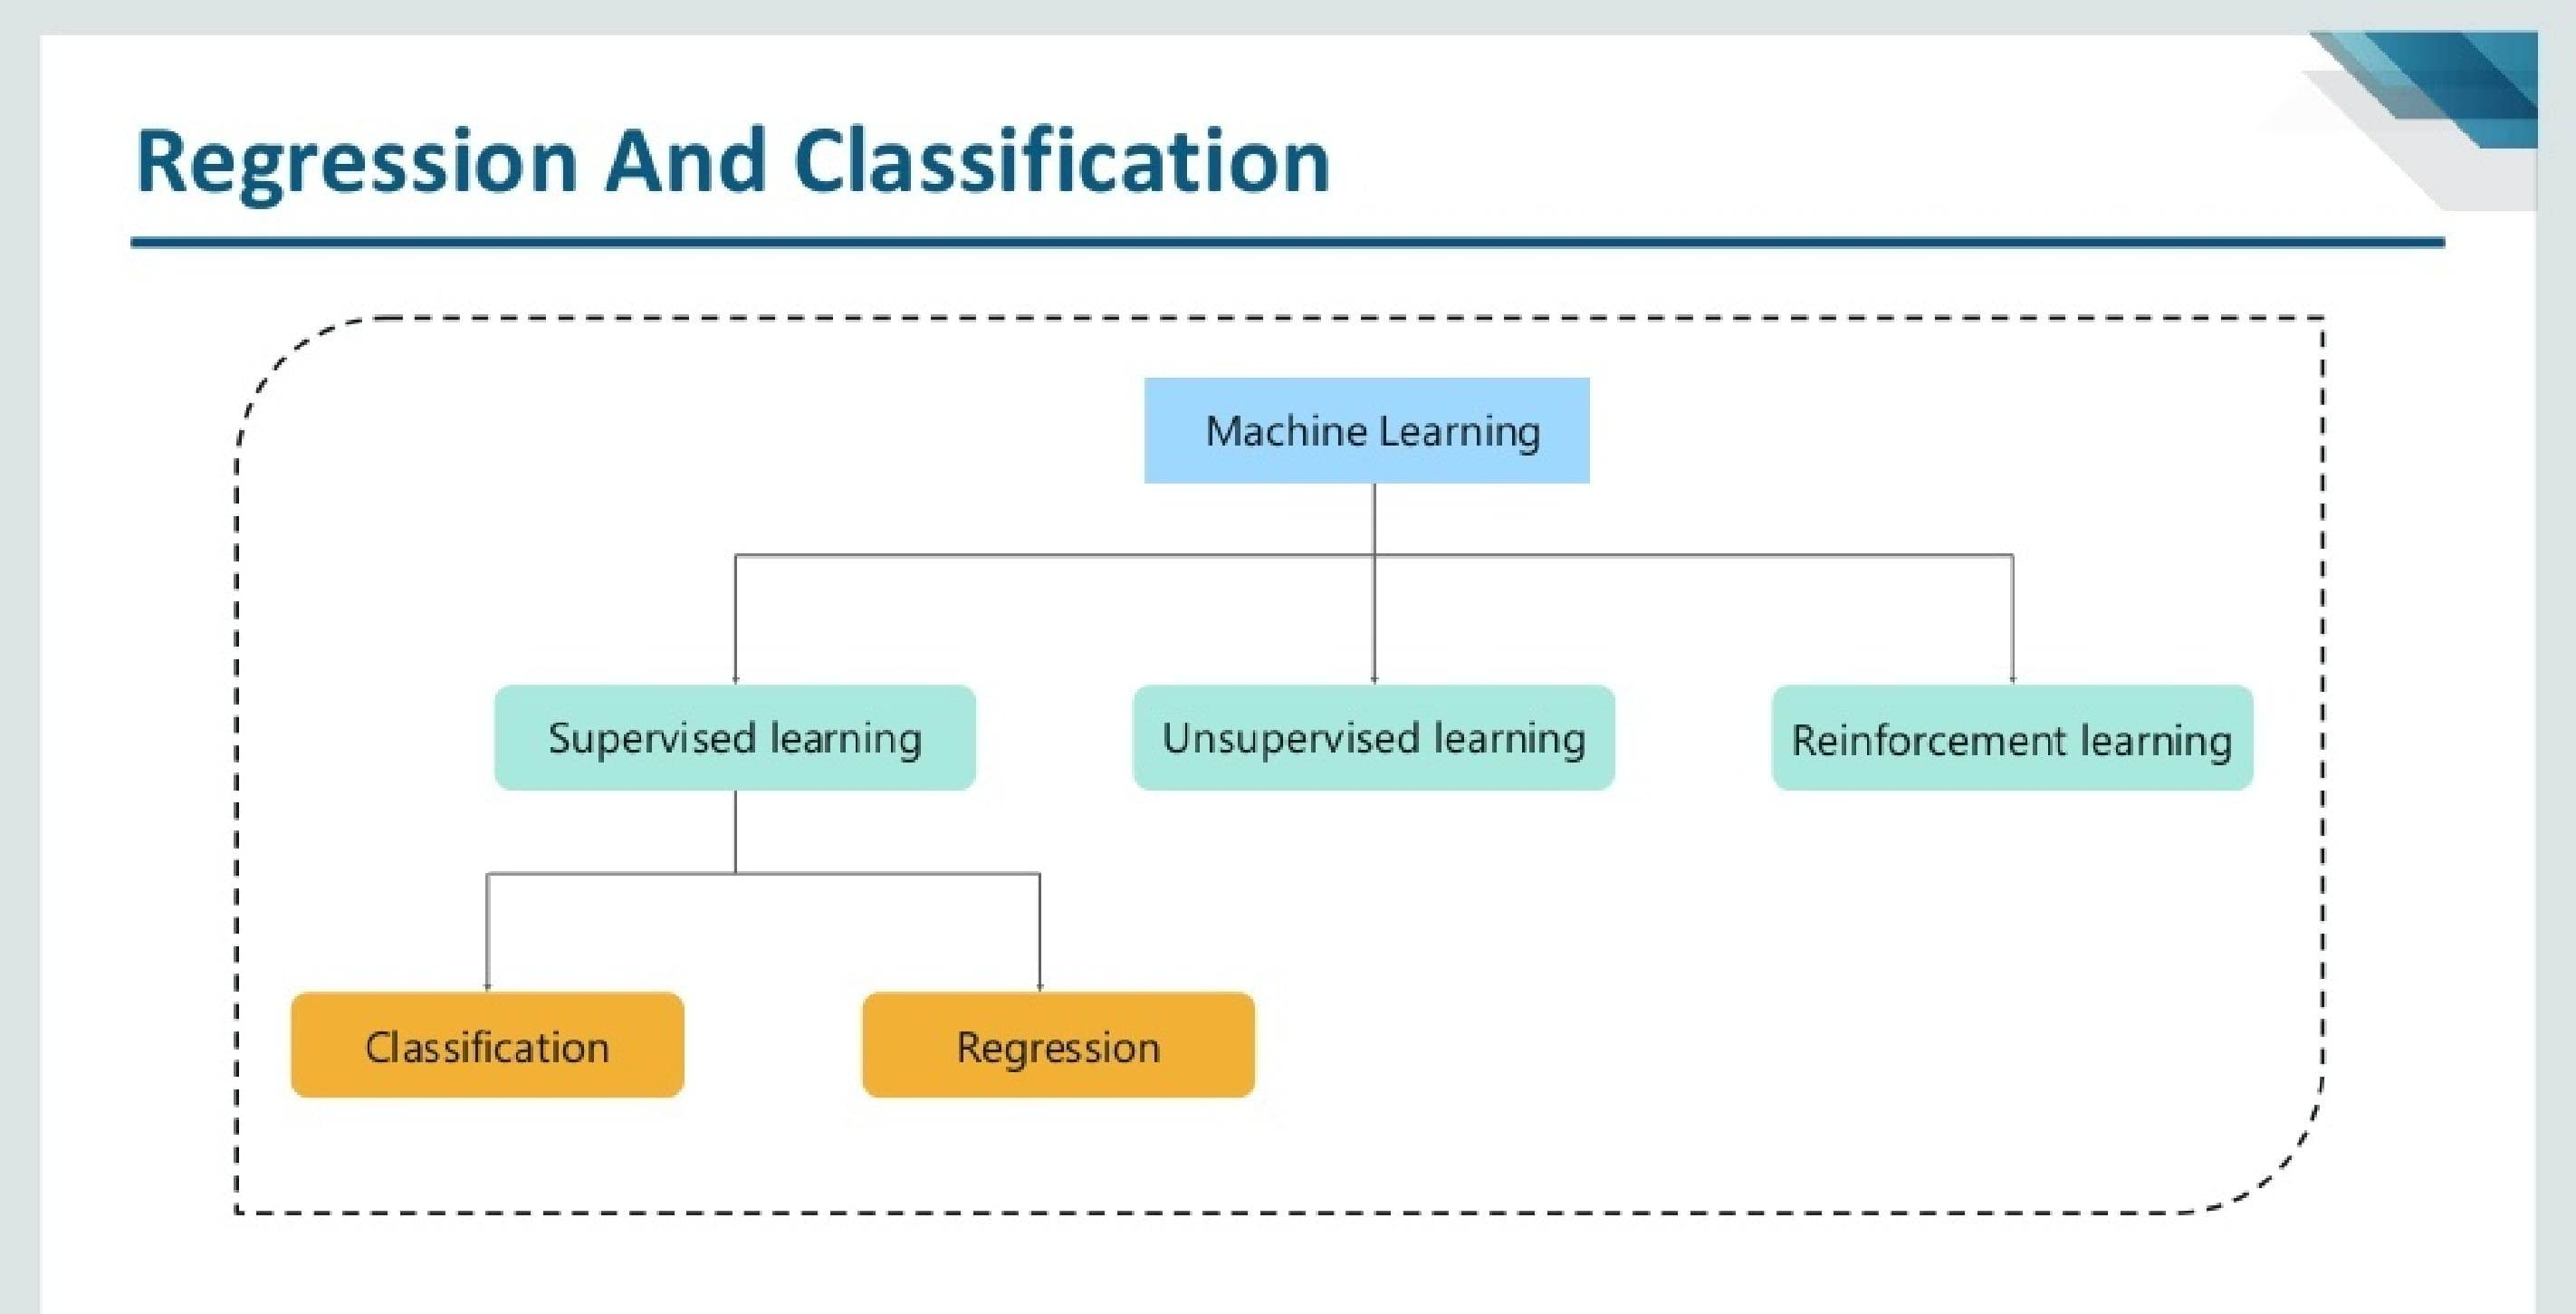 Regression And Classification
Machine Learning
Supervised learning
Unsupervised learning
Reinforcement learning
Classification
Regression